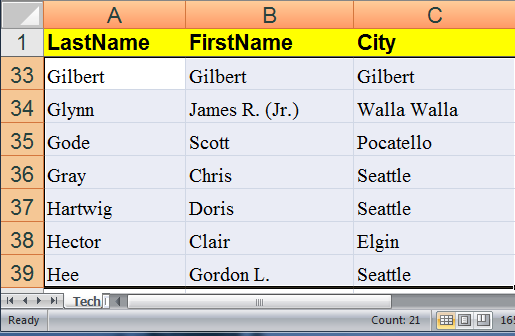 A B C
1 LastName FirstName City
33 Gilbert Gilbert Gilbert
34 Glynn James R. (Jr.) Walla Walla
35 Gode Scott Pocatello
36 Gray Chris Seattle
37 Hartwig Doris Seattle
38 Hector Clair Elgin
39 Hee Gordon L. Seattle
Tech
Ready Count: 21